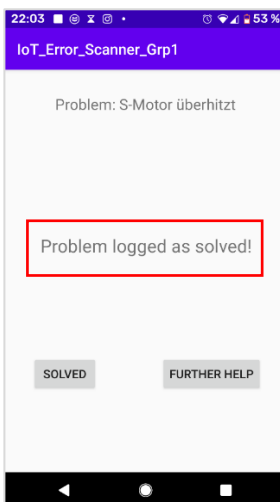 22:03 53 %
IoT_Error_Scanner_Grp1
Problem: S-Motor überhitzt
Problem logged as solved!
SOLVED FURTHER HELP